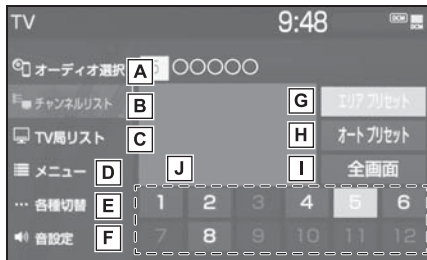 TV 9:48 DCM DCM
オーディオ選択 A 5 〇〇〇〇〇
チャンネルリスト B G エリア プリセット
TV局リスト C H オート プリセット
メニュー D J I 全画面
… 各種切替 E 1 2 3 4 5 6
音設定 F 7 8 9 10 11 12